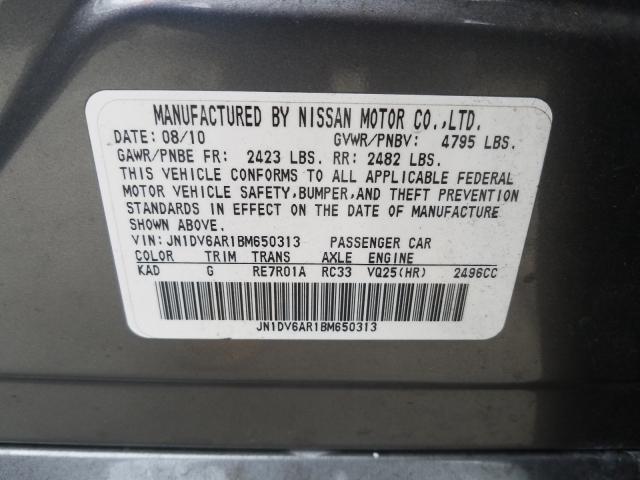 MANUFACTURED BY NISSAN MOTOR CO.,LTD.
DATE: 08/10 GVWR/PNBV: 4795 LBS.
GAWR/PNBE FR: 2423 LBS. RR: 2482 LBS.
THIS VEHICLE CONFORMS TO ALL APPLICABLE FEDERAL
MOTOR VEHICLE SAFETY,BUMPER,AND THEFT PREVENTION
STANDARDS IN EFFECT ON THE DATE OF MANUFACTURE
SHOWN ABOVE.
VIN: JN1DV6AR1BM650313 PASSENGER CAR
COLOR TRIM TRANS AXLE ENGINE
KAD G RE7R01A RC33 VQ25(HR) 2496CC
JN1DV6AR1BM650313